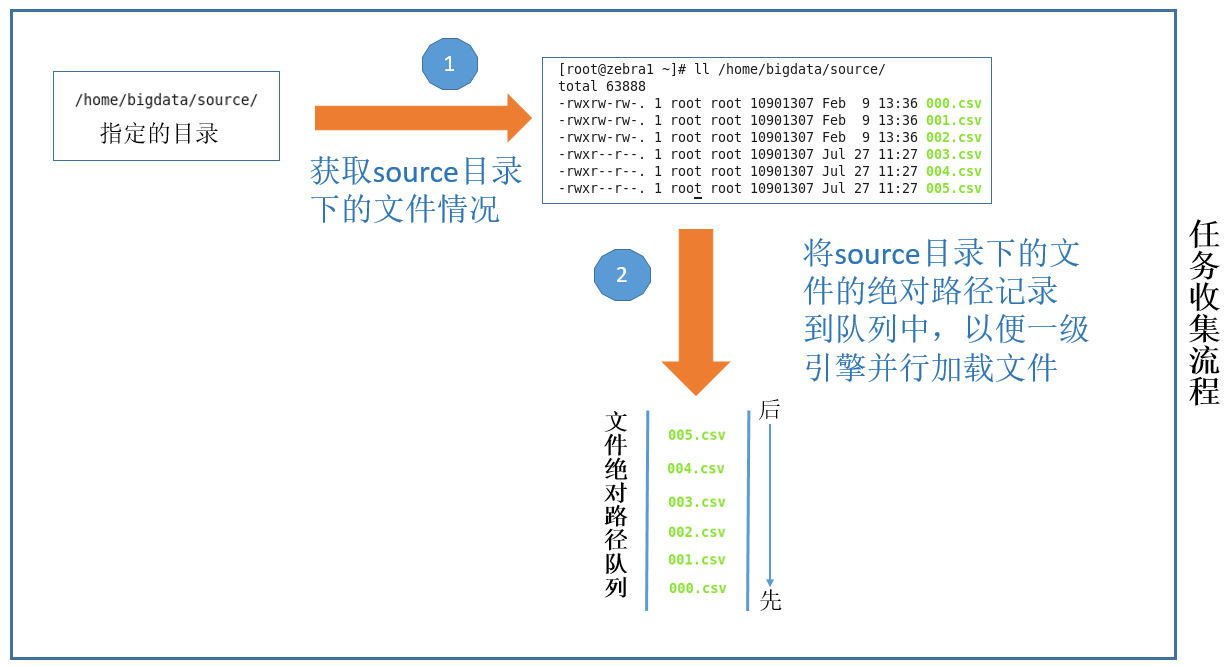 1
/home/bigdata/source/
指定的目录
获取source目录
下的文件情况
[root@zebra1 ~]# ll /home/bigdata/source/
total 63888
-rwxrw-rw-. 1 root root 10901307 Feb  9 13:36 000.csv
-rwxrw-rw-. 1 root root 10901307 Feb  9 13:36 001.csv
-rwxrw-rw-. 1 root root 10901307 Feb  9 13:36 002.csv
-rwxr--r--. 1 root root 10901307 Jul 27 11:27 003.csv
-rwxr--r--. 1 root root 10901307 Jul 27 11:27 004.csv
-rwxr--r--. 1 root root 10901307 Jul 27 11:27 005.csv
2
将source目录下的文
件的绝对路径记录
到队列中，以便一级
引擎并行加载文件
文件绝对路径队列
005.csv
004.csv
003.csv
002.csv
001.csv
000.csv
后
先
任务收集流程